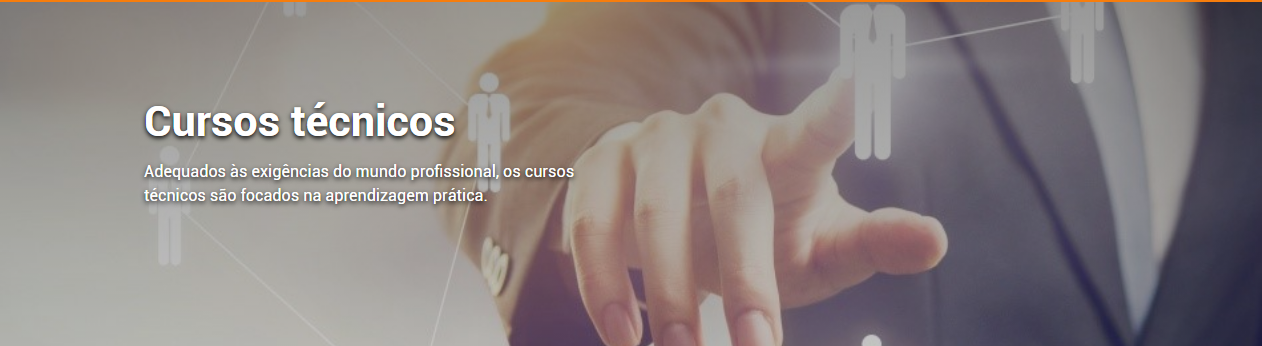 Cursos técnicos
Adequados às exigências do mundo profissional, os cursos
técnicos são focados na aprendizagem prática.